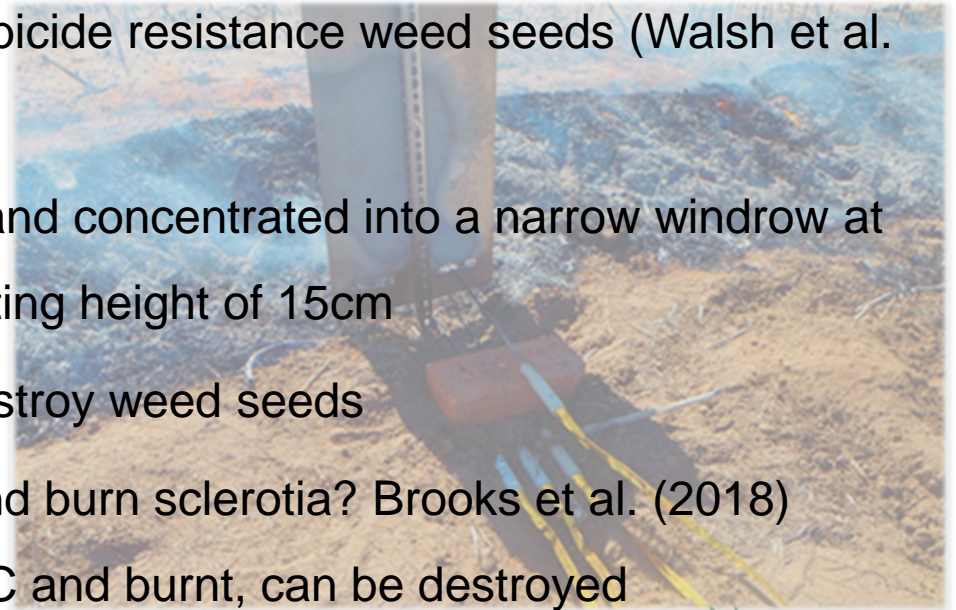 bicide resistance weed seeds (Walsh et al.
and concentrated into a narrow windrow at
ting height of 15cm
stroy weed seeds
nd burn sclerotia? Brooks et al. (2018)
C and burnt, can be destroyed